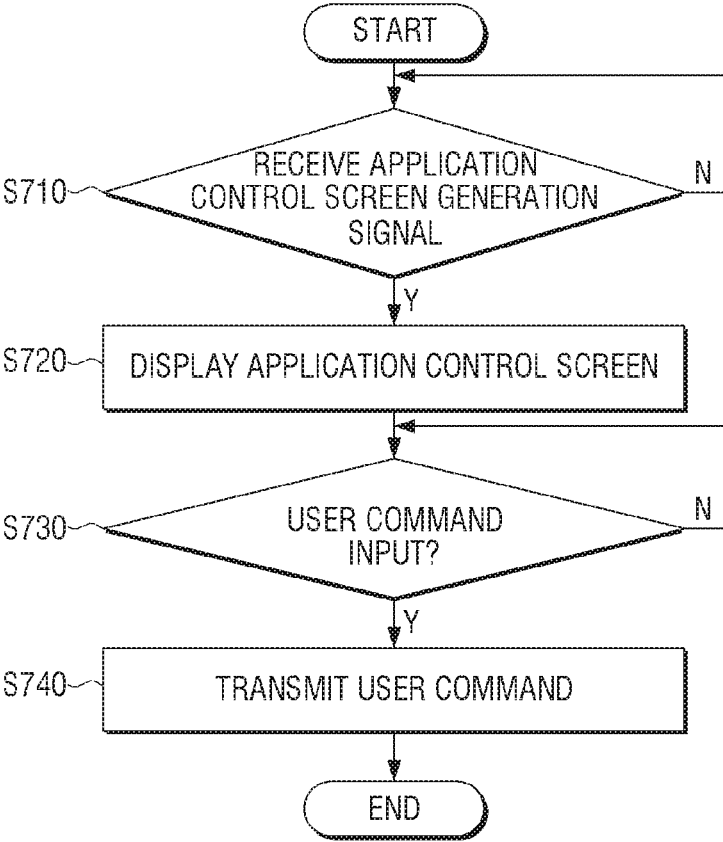 START
RECEIVE APPLICATION
CONTROL SCREEN GENERATION
SIGNAL
S710
N
Y
S720
DISPLAY APPLICATION CONTROL SCREEN
S730
USER COMMAND
INPUT?
N
Y
S740
TRANSMIT USER COMMAND
END